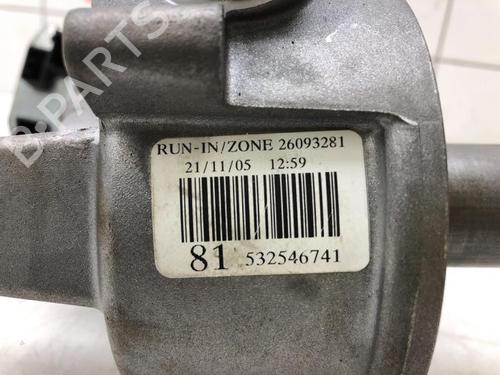 B-PARTS
RUN-IN/ZONE 26093281
21/11/05 12:59
81 532546741